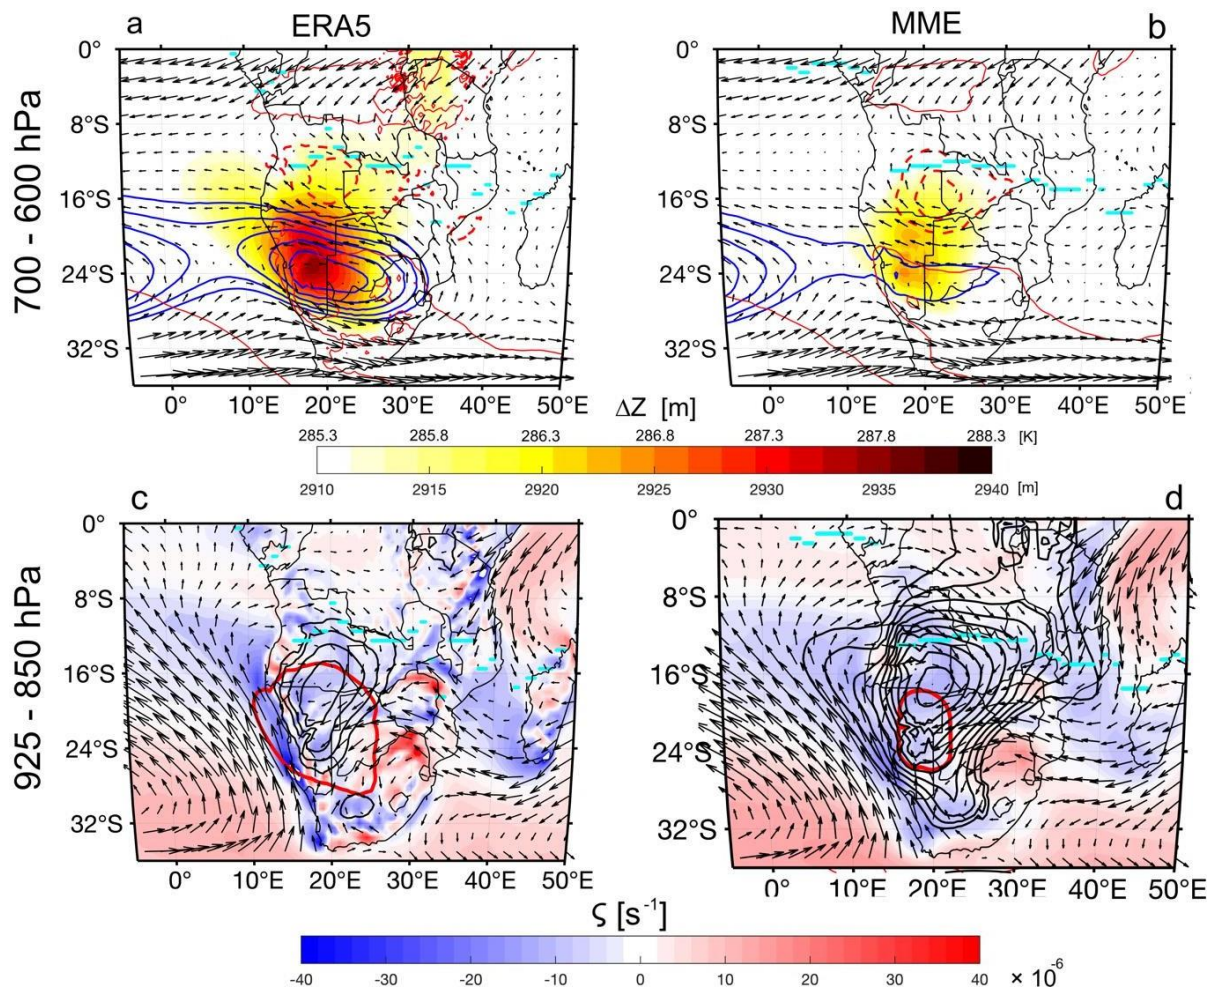 a ERA5 MME b
700 - 600 hPa
0° 0°
8°S 8°S
16°S 16°S
24°S 24°S
32°S 32°S
0° 10°E 20°E 30°E 40°E 50°E 0° 10°E 20°E 30°E 40°E 50°E
ΔZ [m]
285.3 285.8 286.3 286.8 287.3 287.8 288.3 [K]
2910 2915 2920 2925 2930 2935 2940 [m]
c d
925 - 850 hPa
0° 0°
8°S 8°S
16°S 16°S
24°S 24°S
32°S 32°S
0° 10°E 20°E 30°E 40°E 50°E 0° 10°E 20°E 30°E 40°E 50°E
ς [s⁻¹]
-40 -30 -20 -10 0 10 20 30 40 × 10⁻⁶